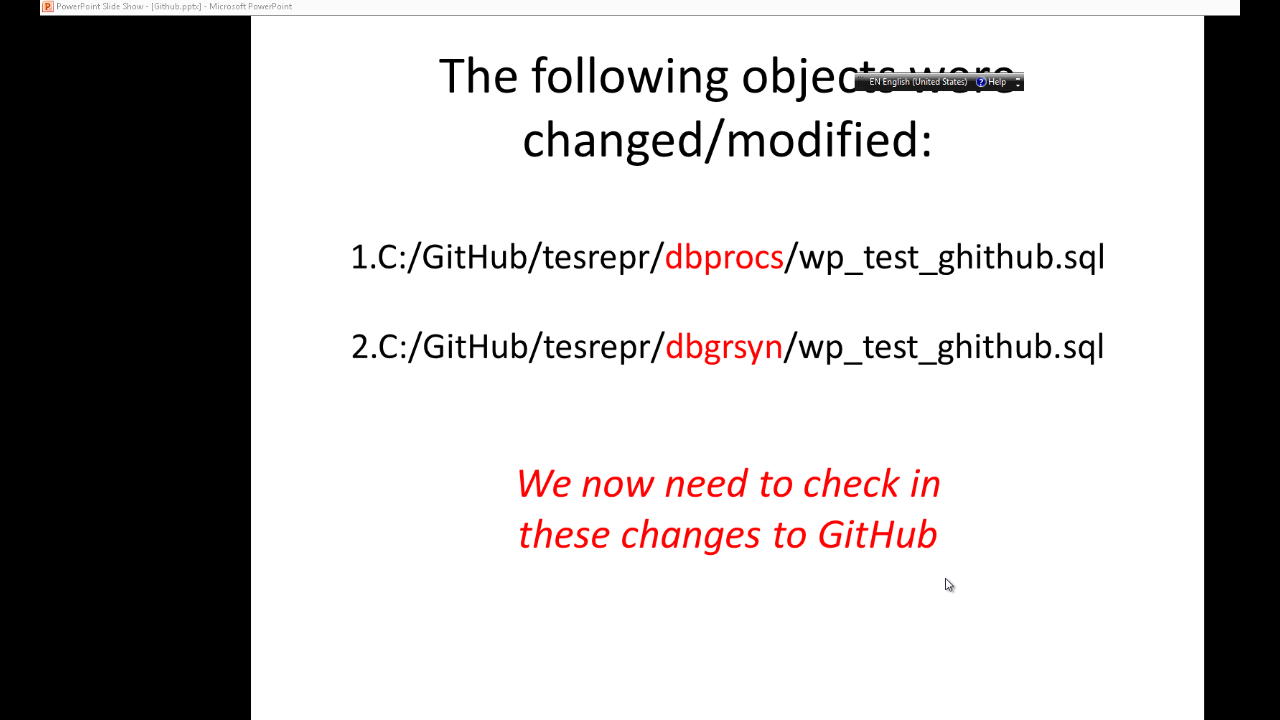 PowerPoint Slide Show - [Github.pptx] - Microsoft PowerPoint
The following objects were
EN English (United States) ? Help
changed/modified:
1.C:/GitHub/tesrepr/dbprocs/wp_test_ghithub.sql
2.C:/GitHub/tesrepr/dbgrsyn/wp_test_ghithub.sql
We now need to check in
these changes to GitHub